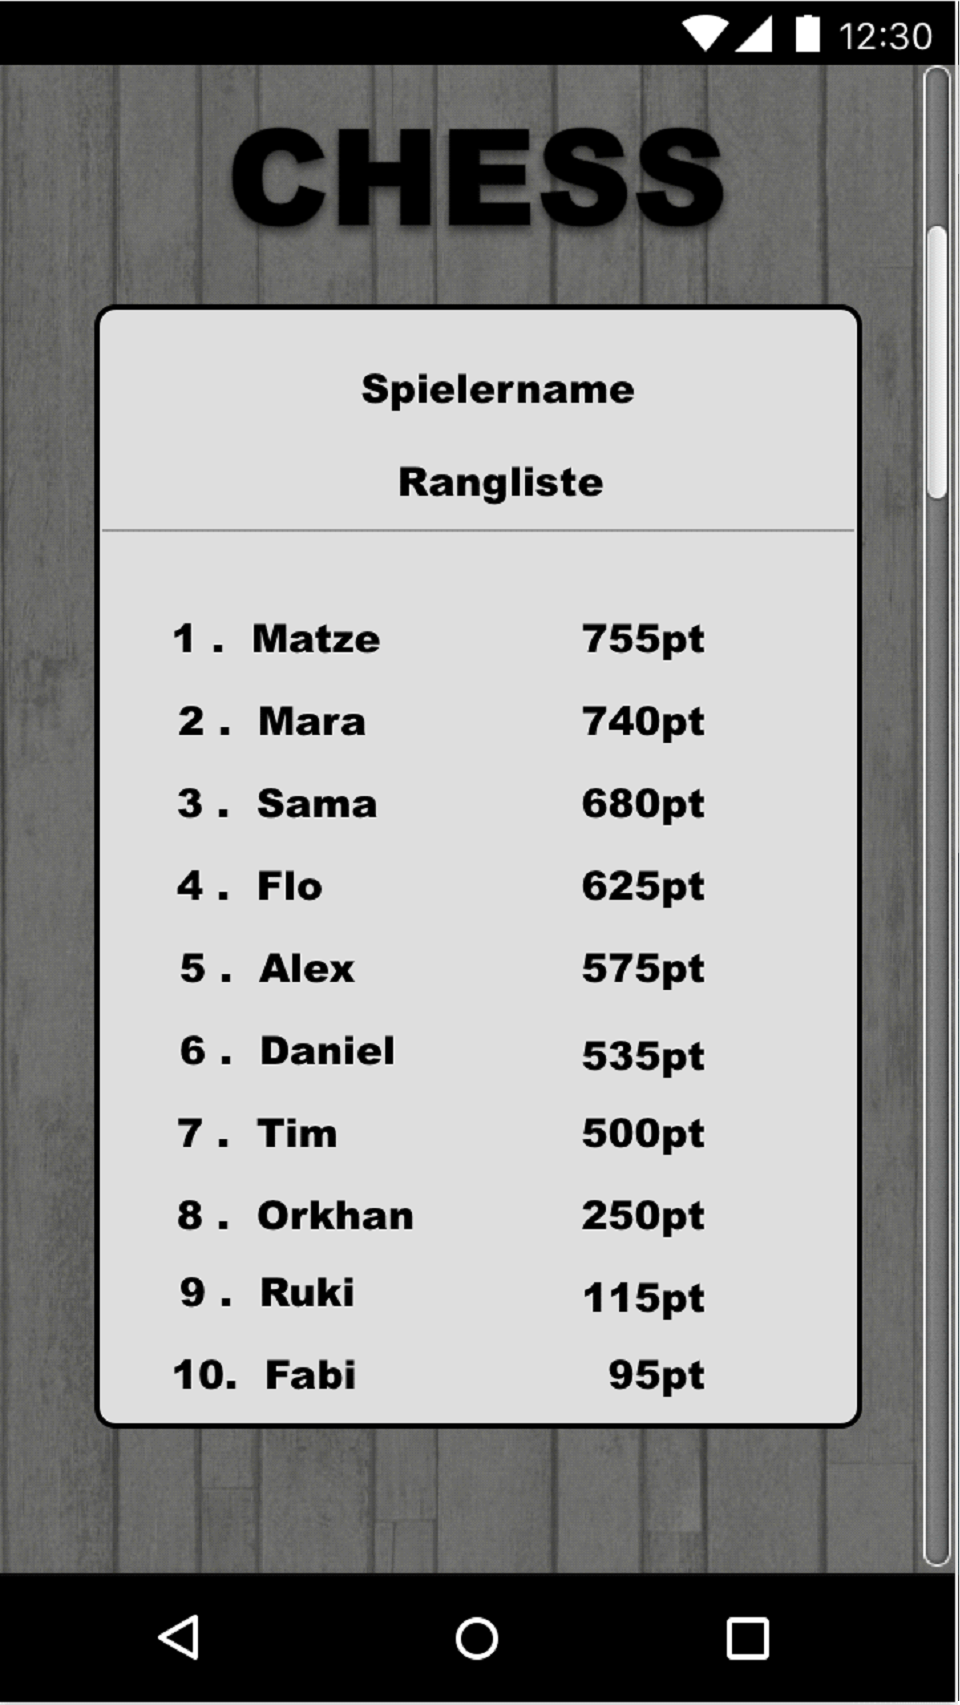 12:30
CHESS
Spielername
Rangliste
1 . Matze 755pt
2 . Mara 740pt
3 . Sama 680pt
4 . Flo 625pt
5 . Alex 575pt
6 . Daniel 535pt
7 . Tim 500pt
8 . Orkhan 250pt
9 . Ruki 115pt
10. Fabi 95pt